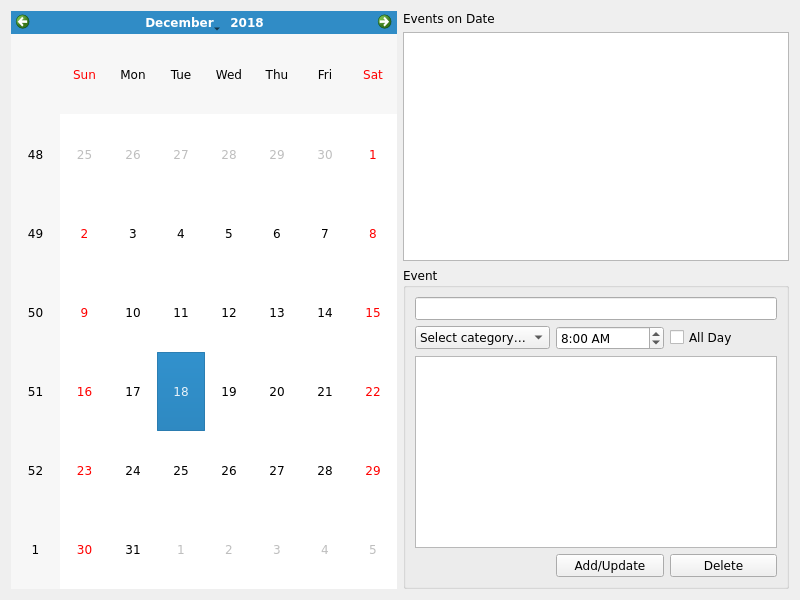 December 2018
Sun Mon Tue Wed Thu Fri Sat
48 25 26 27 28 29 30 1
49 2 3 4 5 6 7 8
50 9 10 11 12 13 14 15
51 16 17 18 19 20 21 22
52 23 24 25 26 27 28 29
1 30 31 1 2 3 4 5
Events on Date
Event
Select category... 8:00 AM All Day
Add/Update Delete